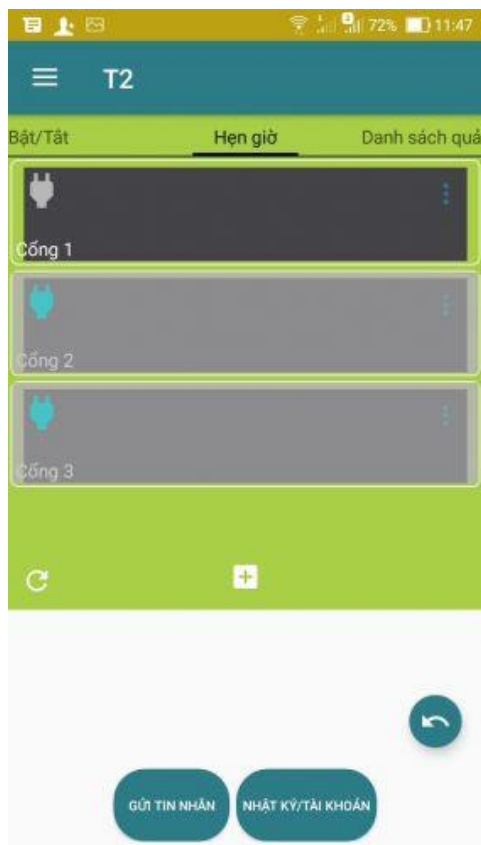 72% 11:47
T2
Bật/Tắt Hẹn giờ Danh sách quả
Cổng 1
Cổng 2
Cổng 3
GỬI TIN NHẮN NHẬT KÝ/TÀI KHOẢN